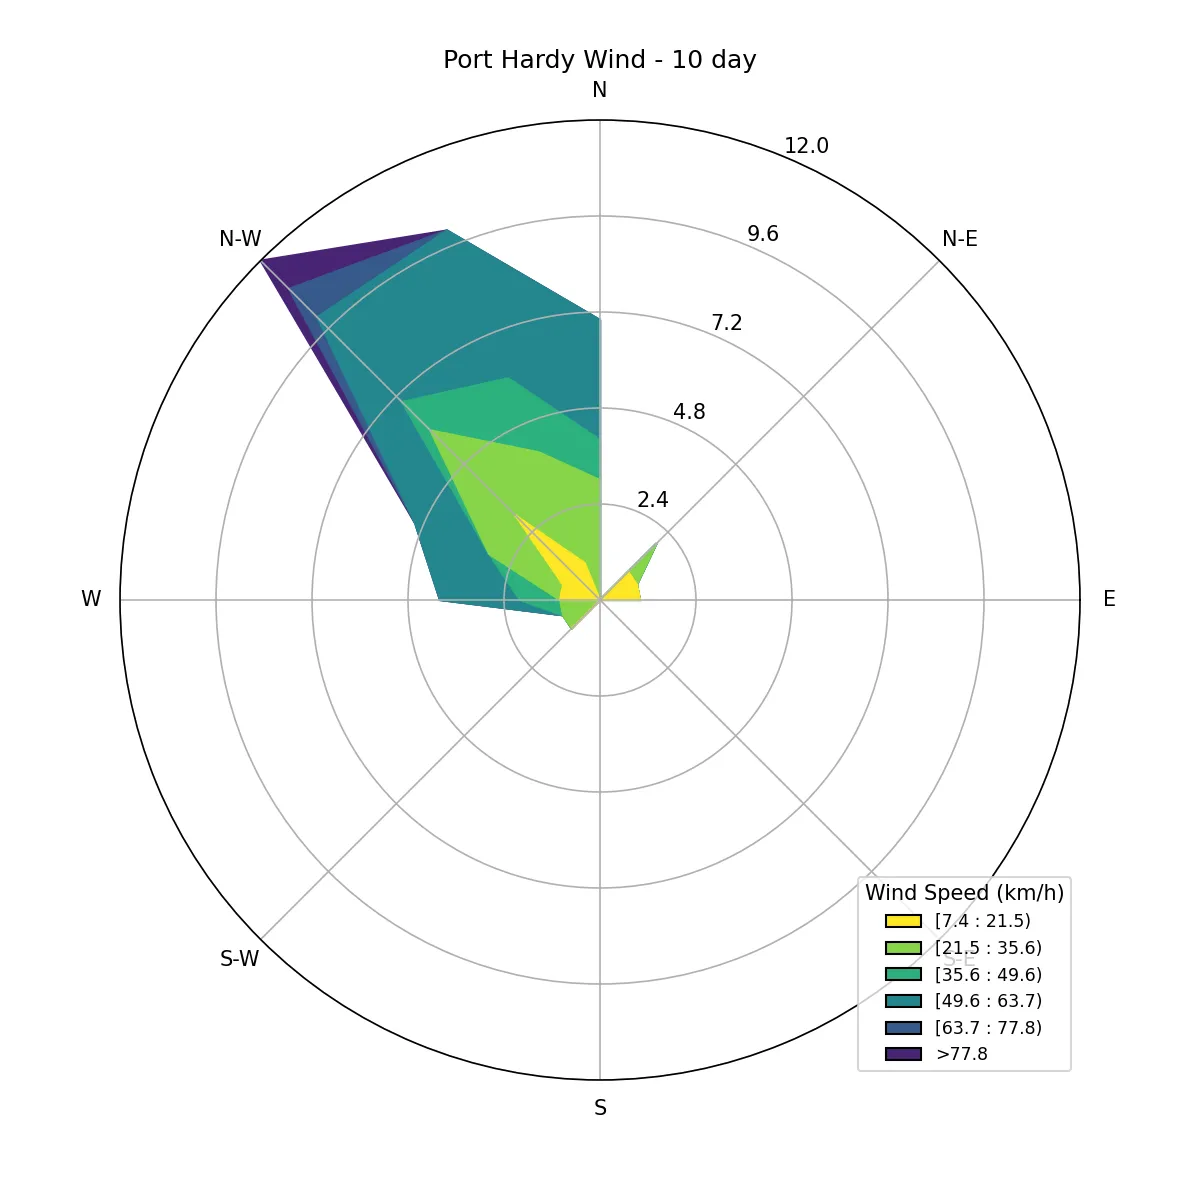 Port Hardy Wind - 10 day
N
12.0
N-W
9.6
N-E
7.2
4.8
2.4
W
E
S-W
S-E
S
Wind Speed (km/h)
[7.4 : 21.5)
[21.5 : 35.6)
[35.6 : 49.6)
[49.6 : 63.7)
[63.7 : 77.8)
>77.8